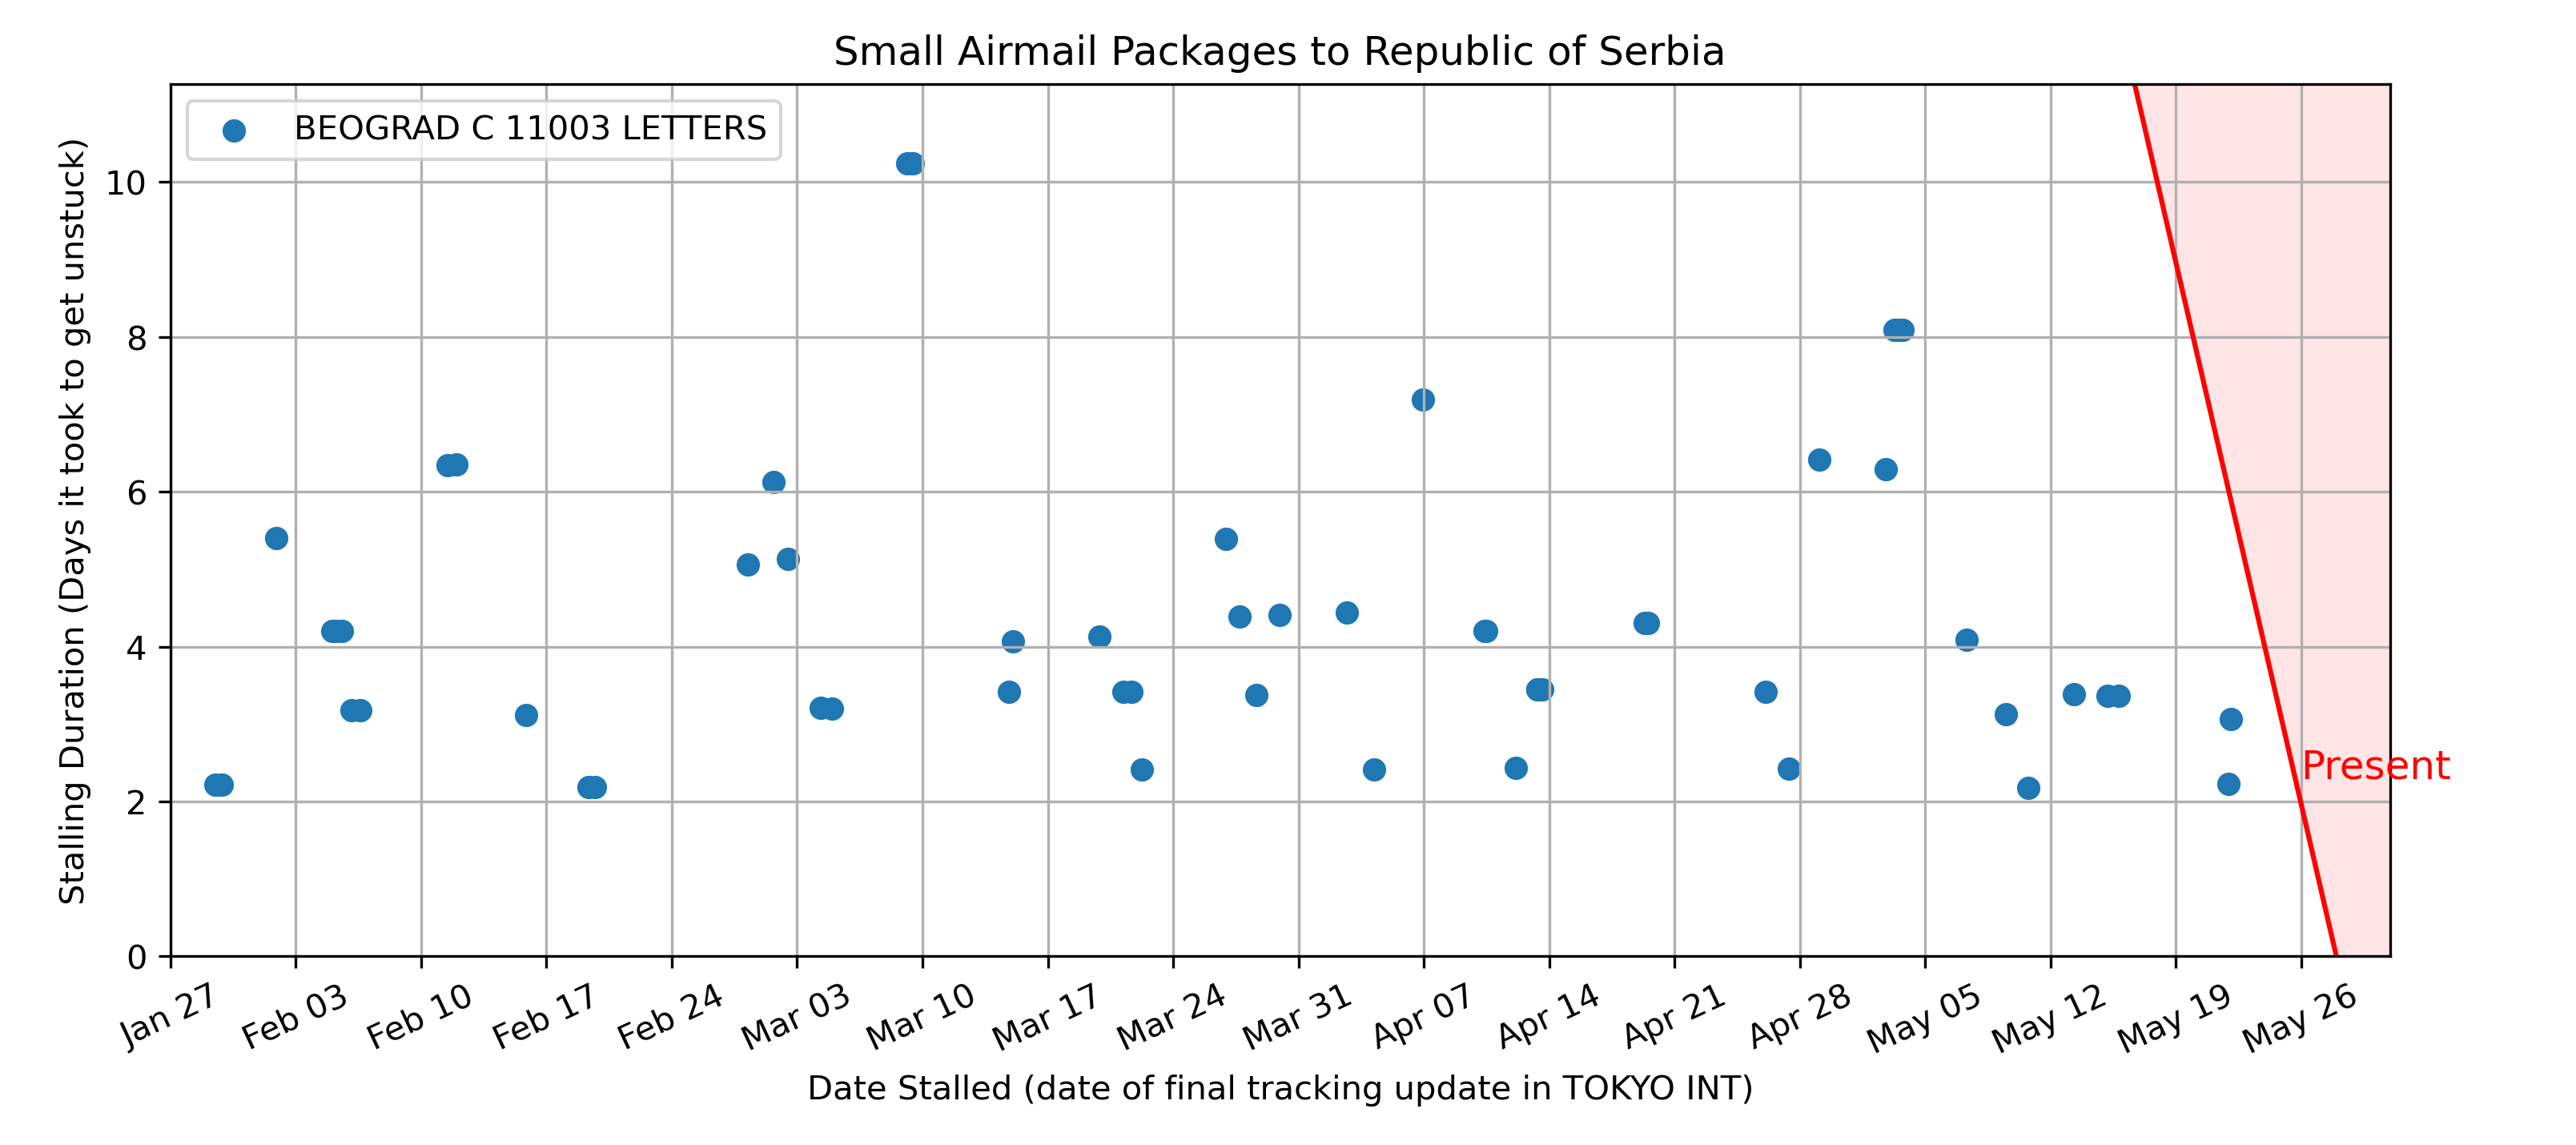 Small Airmail Packages to Republic of Serbia
BEOGRAD C 11003 LETTERS
Stalling Duration (Days it took to get unstuck)
10
8
6
4
2
0
Present
Jan 27
Feb 03
Feb 10
Feb 17
Feb 24
Mar 03
Mar 10
Mar 17
Mar 24
Mar 31
Apr 07
Apr 14
Apr 21
Apr 28
May 05
May 12
May 19
May 26
Date Stalled (date of final tracking update in TOKYO INT)